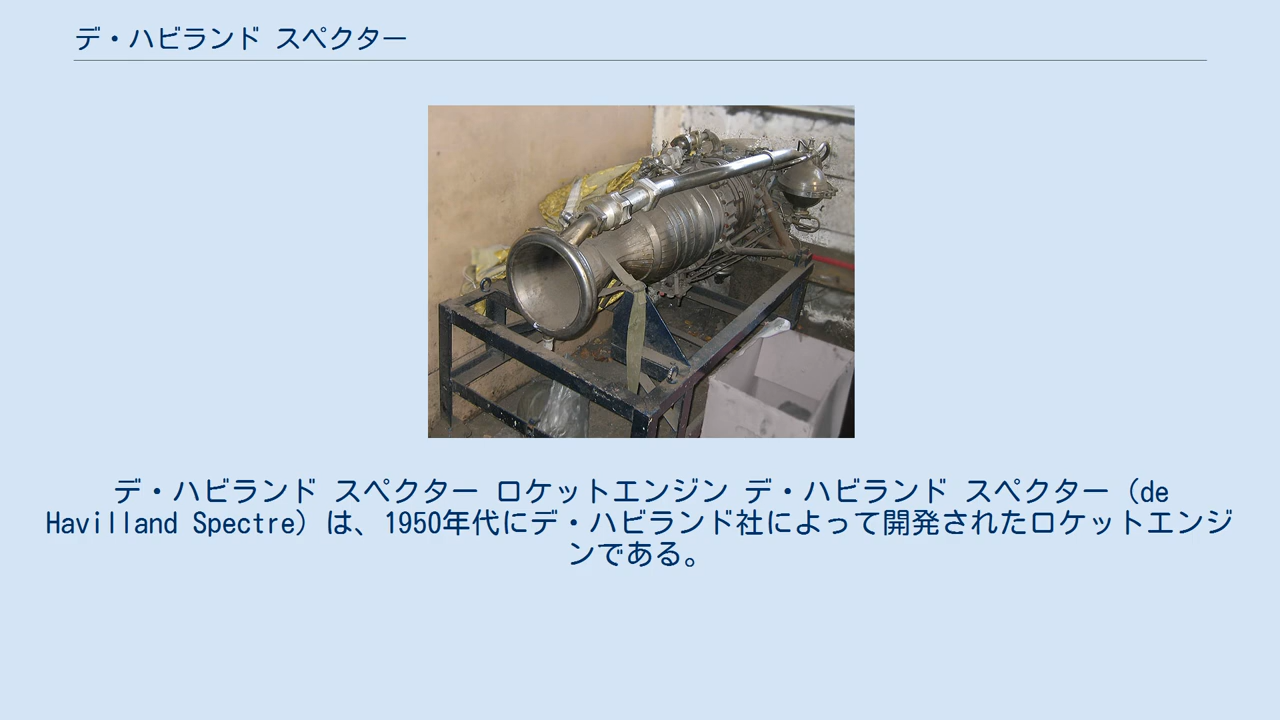 デ・ハビランド スペクター
デ・ハビランド スペクター ロケットエンジン デ・ハビランド スペクター（de
Havilland Spectre）は、1950年代にデ・ハビランド社によって開発されたロケットエンジ
ンである。